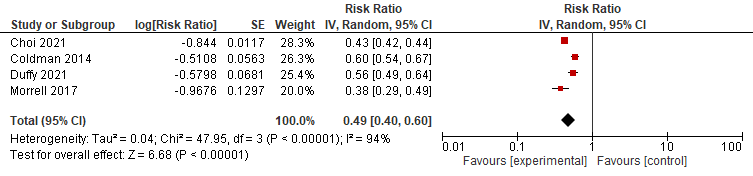 Risk Ratio Risk Ratio
Study or Subgroup log[Risk Ratio] SE Weight IV, Random, 95% CI IV, Random, 95% CI
Choi 2021 -0.844 0.0117 28.3% 0.43 [0.42, 0.44]
Coldman 2014 -0.5108 0.0563 26.3% 0.60 [0.54, 0.67]
Duffy 2021 -0.5798 0.0681 25.4% 0.56 [0.49, 0.64]
Morrell 2017 -0.9676 0.1297 20.0% 0.38 [0.29, 0.49]
Total (95% CI) 100.0% 0.49 [0.40, 0.60]
Heterogeneity: Tau² = 0.04; Chi² = 47.95, df = 3 (P < 0.00001); I² = 94%
Test for overall effect: Z = 6.68 (P < 0.00001)
0.01 0.1 1 10 100
Favours [experimental] Favours [control]